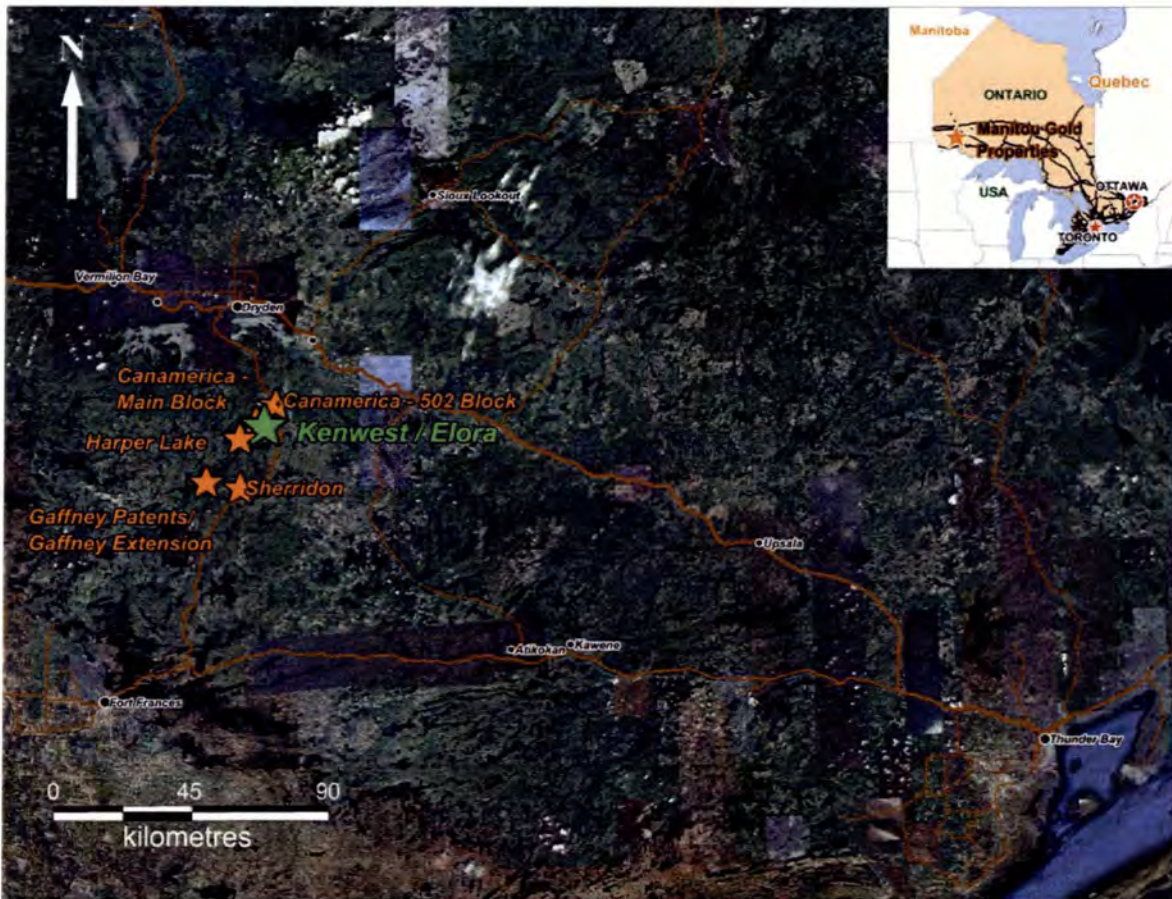 N
Manitoba
Quebec
ONTARIO
Manitou Gold
Properties
USA
OTTAWA
TORONTO
Sioux Lookout
Vermilion Bay
Dryden
Canamerica -
Main Block
Canamerica - 502 Block
Kenwest / Elora
Harper Lake
Sherridon
Gaffney Patents/
Gaffney Extension
Upsala
Atikokan
Kawene
Fort Frances
Thunder Bay
0 45 90
kilometres